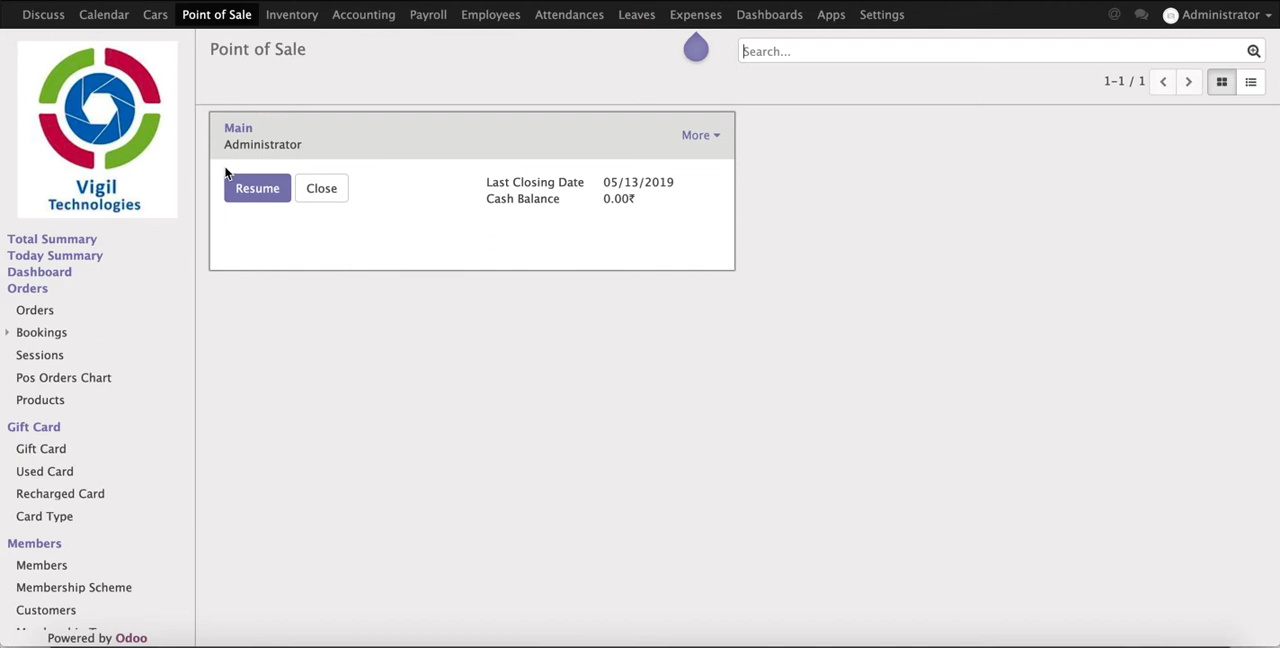 Discuss Calendar Cars Point of Sale Inventory Accounting Payroll Employees Attendances Leaves Expenses Dashboards Apps Settings @ Administrator
Vigil
Technologies
Total Summary
Today Summary
Dashboard
Orders
Orders
Bookings
Sessions
Pos Orders Chart
Products
Gift Card
Gift Card
Used Card
Recharged Card
Card Type
Members
Members
Membership Scheme
Customers
Powered by Odoo
Point of Sale
Search...
1-1 / 1
Main
Administrator
More
Resume Close
Last Closing Date 05/13/2019
Cash Balance 0.00₹